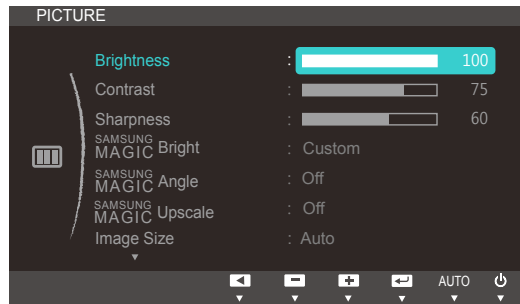 PICTURE
Brightness : 100
Contrast : 75
Sharpness : 60
SAMSUNG MAGIC Bright : Custom
SAMSUNG MAGIC Angle : Off
SAMSUNG MAGIC Upscale : Off
Image Size : Auto
AUTO